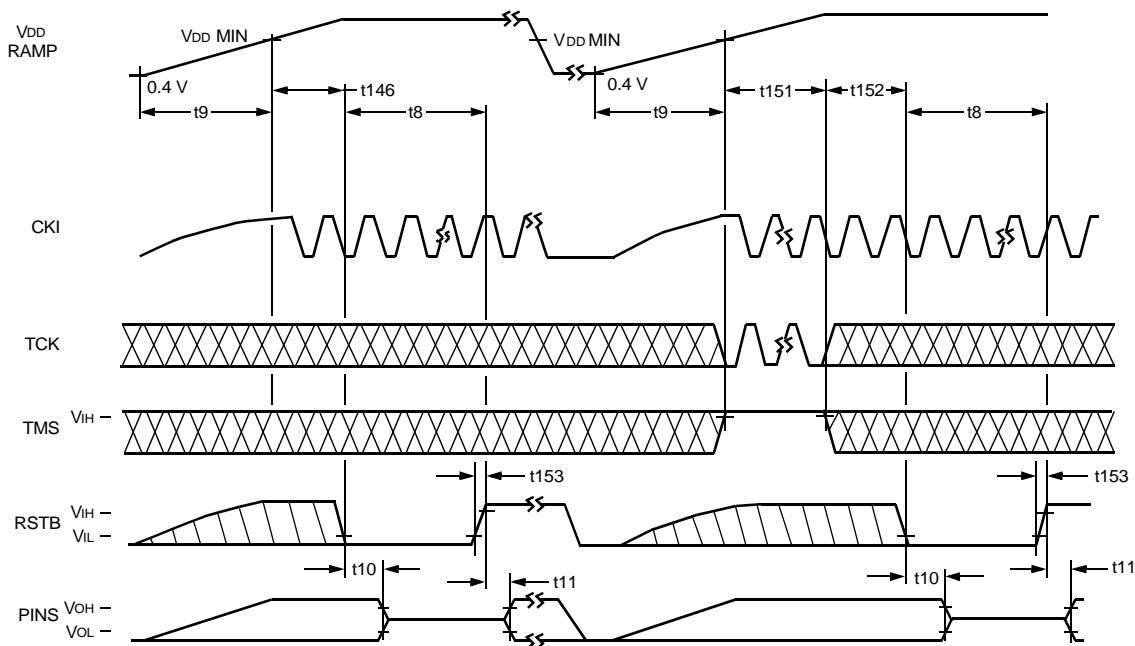 VDD
RAMP
VDD MIN
VDD MIN
0.4 V
0.4 V
t146
t151
t152
t9
t8
t9
t8
CKI
TCK
VIH
TMS
t153
t153
VIH
RSTB
VIL
t10
t11
t10
t11
VOH
PINS
VOL